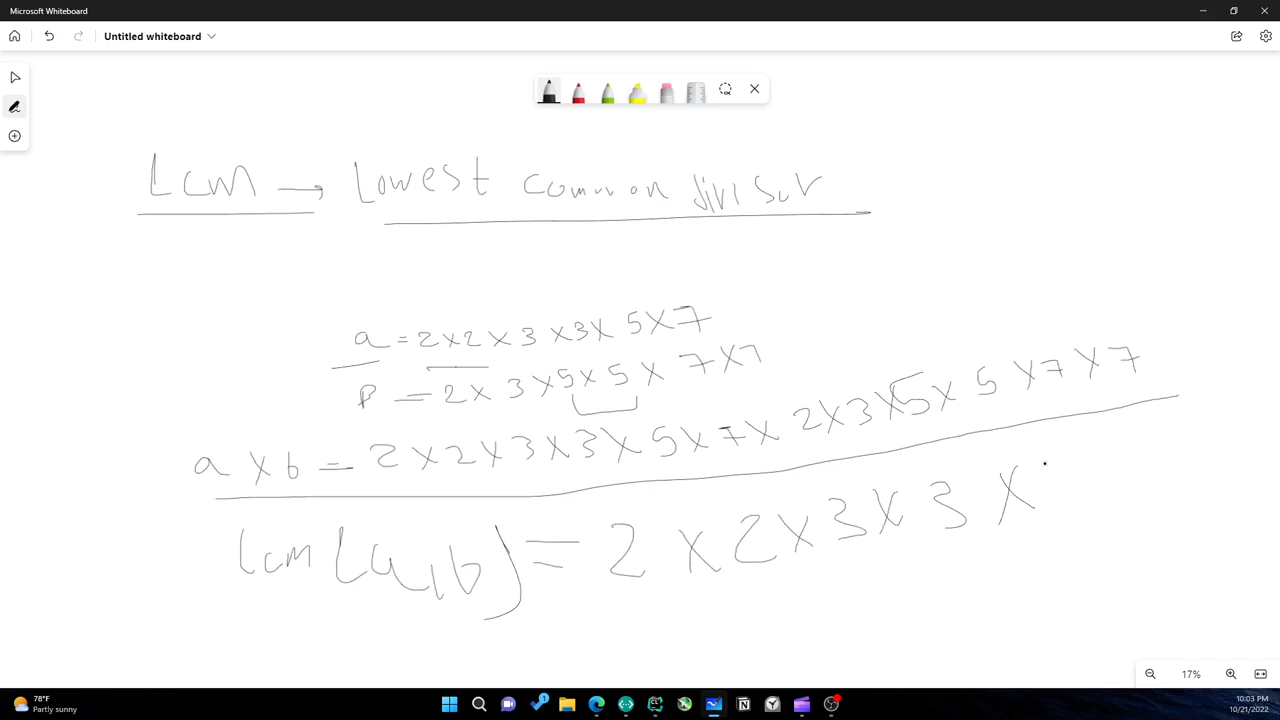 Microsoft Whiteboard
Untitled whiteboard
Lcm → Lowest common divisor
a = 2 x 2 x 3 x 3 x 5 x 7
= 2 x 3 x 5 x 5 x 7 x 7
a x b = 2 x 2 x 3 x 3 x 5 x 7 x 2 x 3 x 5 x 5 x 7 x 7
lcm (a, b) = 2 x 2 x 3 x 3 x
17%
78°F
Partly sunny
1
10:03 PM
10/21/2022